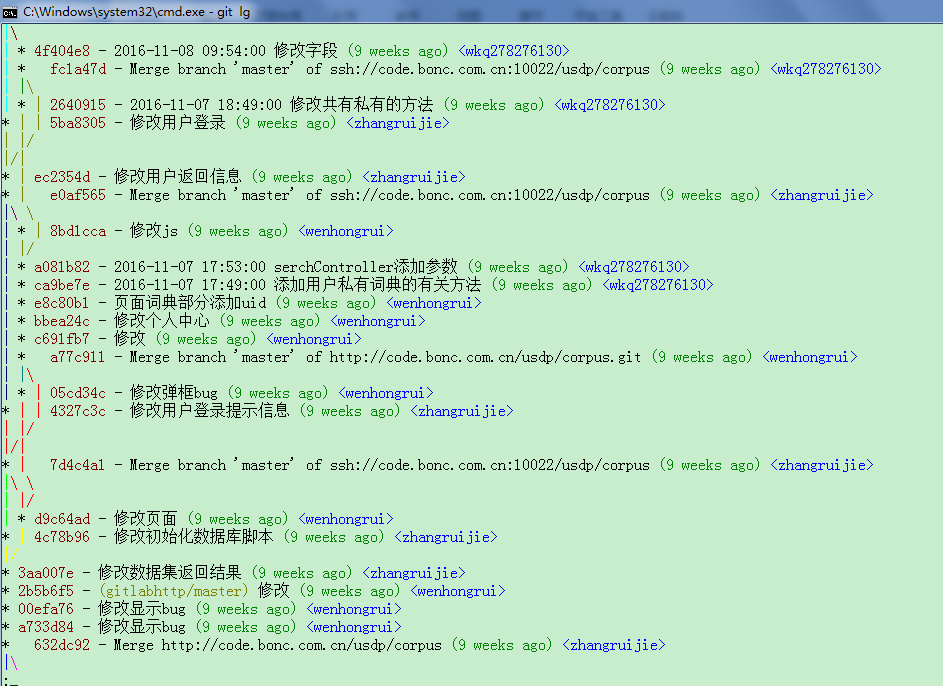 C:\Windows\system32\cmd.exe - git lg
|\
| * 4f404e8 - 2016-11-08 09:54:00 修改字段 (9 weeks ago) <wkq278276130>
| *   fc1a47d - Merge branch 'master' of ssh://code.bonc.com.cn:10022/usdp/corpus (9 weeks ago) <wkq278276130>
| |\
| * | 2640915 - 2016-11-07 18:49:00 修改共有私有的方法 (9 weeks ago) <wkq278276130>
* | | 5ba8305 - 修改用户登录 (9 weeks ago) <zhangruijie>
| |/
|/|
* | ec2354d - 修改用户返回信息 (9 weeks ago) <zhangruijie>
* |   e0af565 - Merge branch 'master' of ssh://code.bonc.com.cn:10022/usdp/corpus (9 weeks ago) <zhangruijie>
|\ \
| * | 8bd1cca - 修改js (9 weeks ago) <wenhongrui>
| |/
| * a081b82 - 2016-11-07 17:53:00 serchController添加参数 (9 weeks ago) <wkq278276130>
| * ca9be7e - 2016-11-07 17:49:00 添加用户私有词典的有关方法 (9 weeks ago) <wkq278276130>
| * e8c80b1 - 页面词典部分添加uid (9 weeks ago) <wenhongrui>
| * bbea24c - 修改个人中心 (9 weeks ago) <wenhongrui>
| * c691fb7 - 修改 (9 weeks ago) <wenhongrui>
| *   a77c911 - Merge branch 'master' of http://code.bonc.com.cn/usdp/corpus.git (9 weeks ago) <wenhongrui>
| |\
| * | 05cd34c - 修改弹框bug (9 weeks ago) <wenhongrui>
* | | 4327c3c - 修改用户登录提示信息 (9 weeks ago) <zhangruijie>
| |/
|/|
* |   7d4c4a1 - Merge branch 'master' of ssh://code.bonc.com.cn:10022/usdp/corpus (9 weeks ago) <zhangruijie>
|\ \
| |/
| * d9c64ad - 修改页面 (9 weeks ago) <wenhongrui>
* | 4c78b96 - 修改初始化数据库脚本 (9 weeks ago) <zhangruijie>
|/
* 3aa007e - 修改数据集返回结果 (9 weeks ago) <zhangruijie>
* 2b5b6f5 - (gitlabhttp/master) 修改 (9 weeks ago) <wenhongrui>
* 00efa76 - 修改显示bug (9 weeks ago) <wenhongrui>
* a733d84 - 修改显示bug (9 weeks ago) <wenhongrui>
*   632dc92 - Merge http://code.bonc.com.cn/usdp/corpus (9 weeks ago) <zhangruijie>
|\
: